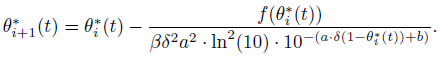 θ*_{i+1}(t) = θ*_i(t) − f(θ*_i(t)) / (βδ²a² · ln²(10) · 10^{−(a·δ(1−θ*_i(t))+b)}).